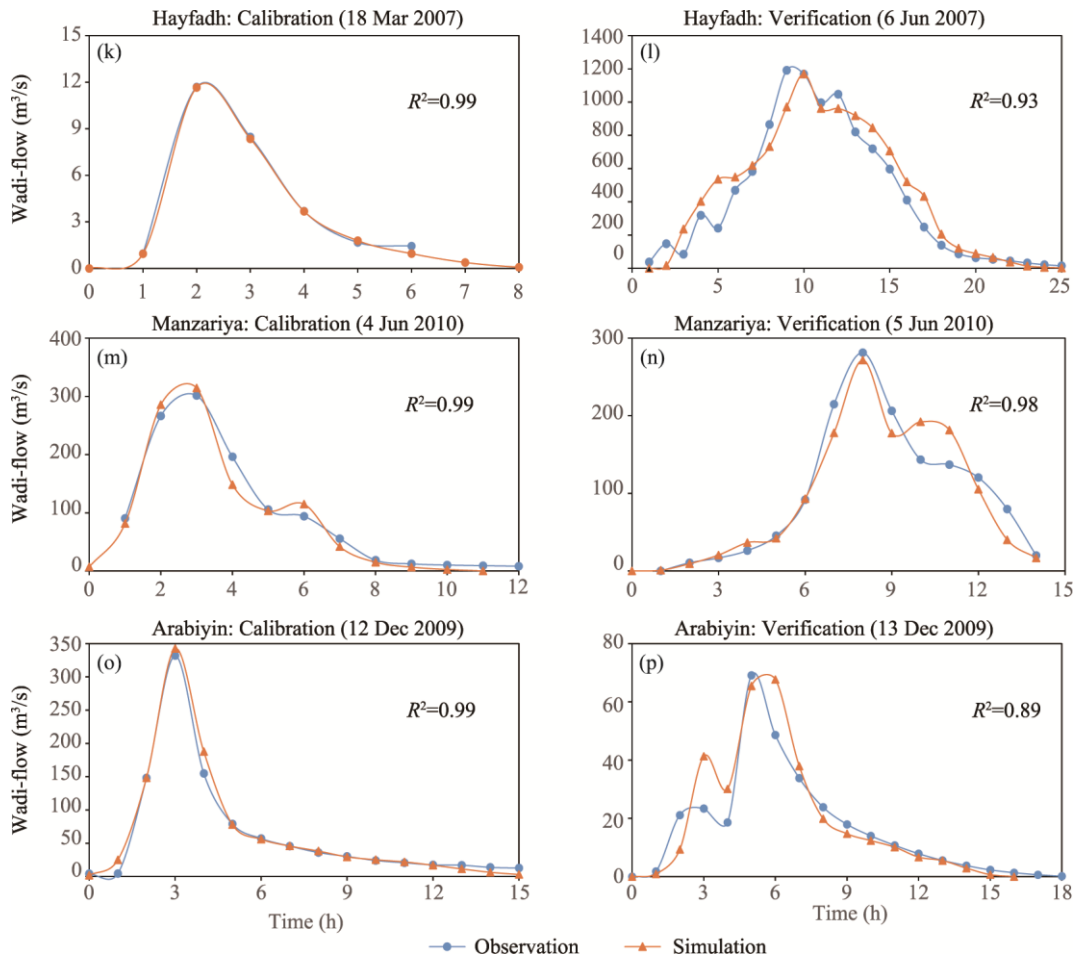 Hayfadh: Calibration (18 Mar 2007)
Hayfadh: Verification (6 Jun 2007)
(k)
R²=0.99
Wadi-flow (m³/s)
15
12
9
6
3
0
0 1 2 3 4 5 6 7 8
(l)
R²=0.93
1400
1200
1000
800
600
400
200
0
0 5 10 15 20 25
Manzariya: Calibration (4 Jun 2010)
Manzariya: Verification (5 Jun 2010)
(m)
R²=0.99
Wadi-flow (m³/s)
400
300
200
100
0
0 2 4 6 8 10 12
(n)
R²=0.98
300
200
100
0
0 3 6 9 12 15
Arabiyin: Calibration (12 Dec 2009)
Arabiyin: Verification (13 Dec 2009)
(o)
R²=0.99
Wadi-flow (m³/s)
350
300
250
200
150
100
50
0
0 3 6 9 12 15
Time (h)
(p)
R²=0.89
80
60
40
20
0
0 3 6 9 12 15 18
Time (h)
Observation
Simulation